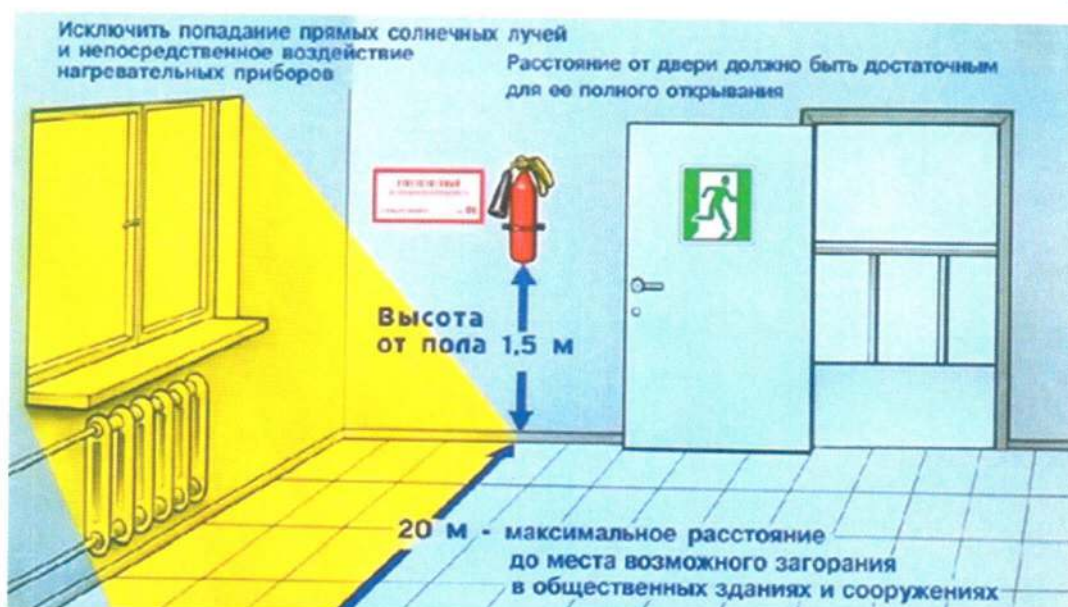 Исключить попадание прямых солнечных лучей
и непосредственное воздействие
нагревательных приборов
Расстояние от двери должно быть достаточным
для ее полного открывания
Высота
от пола 1,5 м
20 м - максимальное расстояние
до места возможного загорания
в общественных зданиях и сооружениях